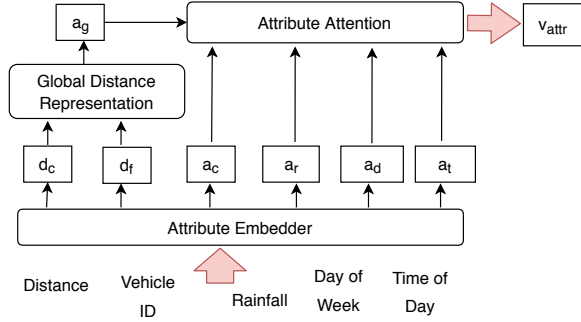 a_g
Attribute Attention
v_attr
Global Distance
Representation
d_c
d_f
a_c
a_r
a_d
a_t
Attribute Embedder
Distance
Vehicle
ID
Rainfall
Day of
Week
Time of
Day